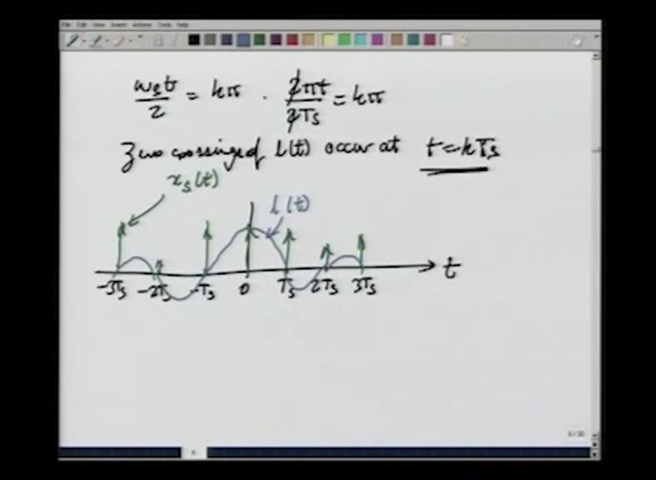 ωst/2 = kπ . 2πt/2Ts = kπ
Zero crossings of l(t) occur at t = kTs
xs(t)
l(t)
-3Ts -2Ts -Ts 0 Ts 2Ts 3Ts t